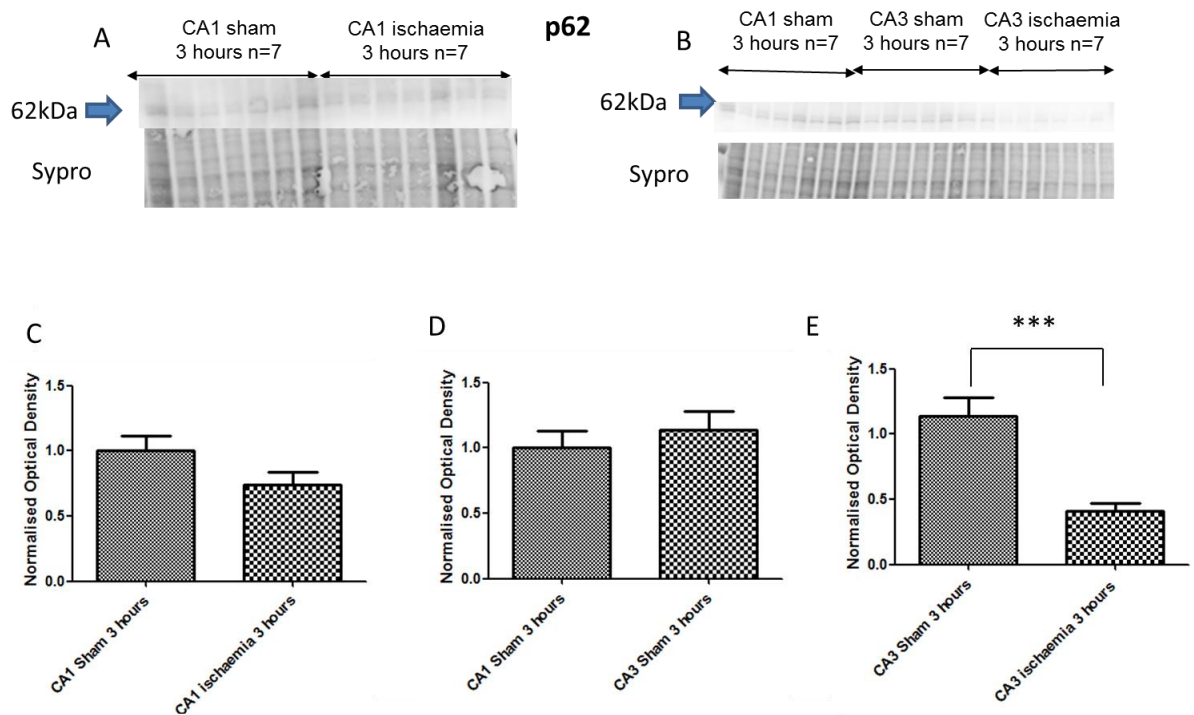 A
CA1 sham
3 hours n=7
CA1 ischaemia
3 hours n=7
p62
B
CA1 sham
3 hours n=7
CA3 sham
3 hours n=7
CA3 ischaemia
3 hours n=7
62kDa
Sypro
62kDa
Sypro
C
Normalised Optical Density
1.5
1.0
0.5
0.0
CA1 Sham 3 hours
CA1 ischaemia 3 hours
D
Normalised Optical Density
1.5
1.0
0.5
0.0
CA1 Sham 3 hours
CA3 Sham 3 hours
E
***
Normalised Optical Density
1.5
1.0
0.5
0.0
CA3 Sham 3 hours
CA3 ischaemia 3 hours